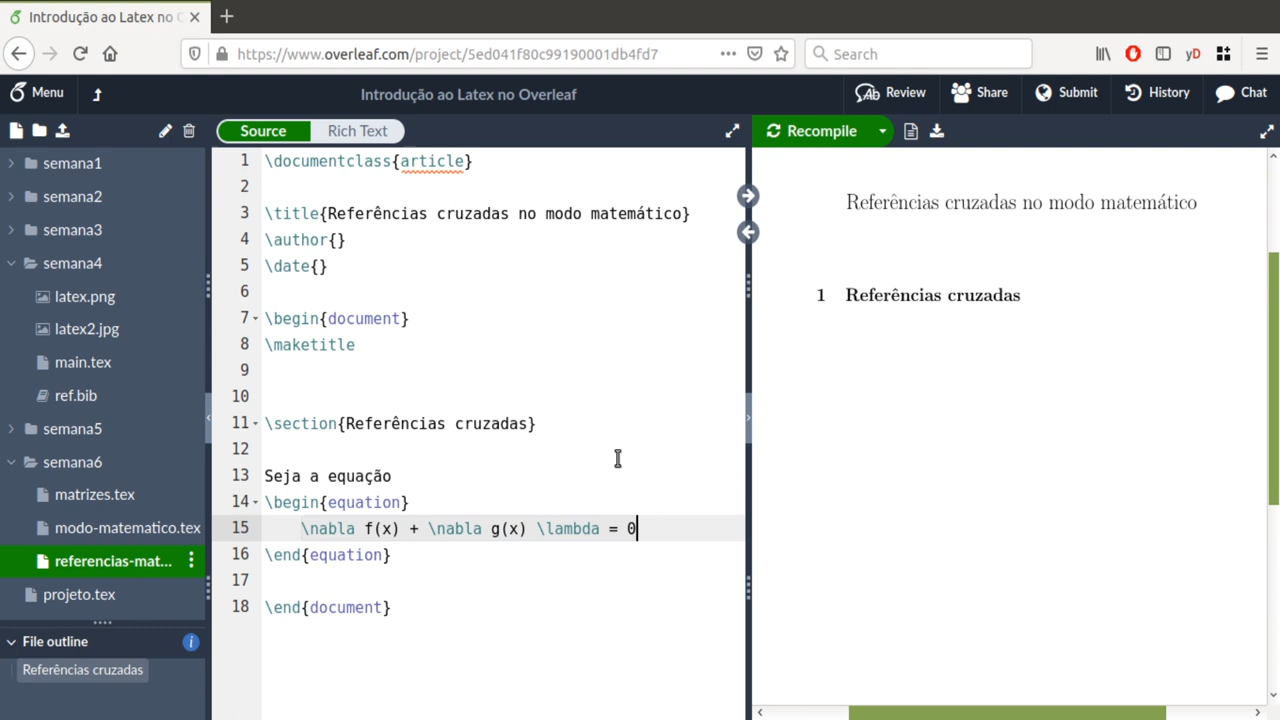 Introdução ao Latex no O
https://www.overleaf.com/project/5ed041f80c99190001db4fd7
Search
yD
Menu
Introdução ao Latex no Overleaf
Ab Review
Share
Submit
History
Chat
Source
Rich Text
Recompile
semana1
semana2
semana3
semana4
latex.png
latex2.jpg
main.tex
ref.bib
semana5
semana6
matrizes.tex
modo-matematico.tex
referencias-mat...
projeto.tex
File outline
Referências cruzadas
1 \documentclass{article}
2
3 \title{Referências cruzadas no modo matemático}
4 \author{}
5 \date{}
6
7 \begin{document}
8 \maketitle
9
10
11 \section{Referências cruzadas}
12
13 Seja a equação
14 \begin{equation}
15 \nabla f(x) + \nabla g(x) \lambda = 0
16 \end{equation}
17
18 \end{document}
Referências cruzadas no modo matemático
1 Referências cruzadas